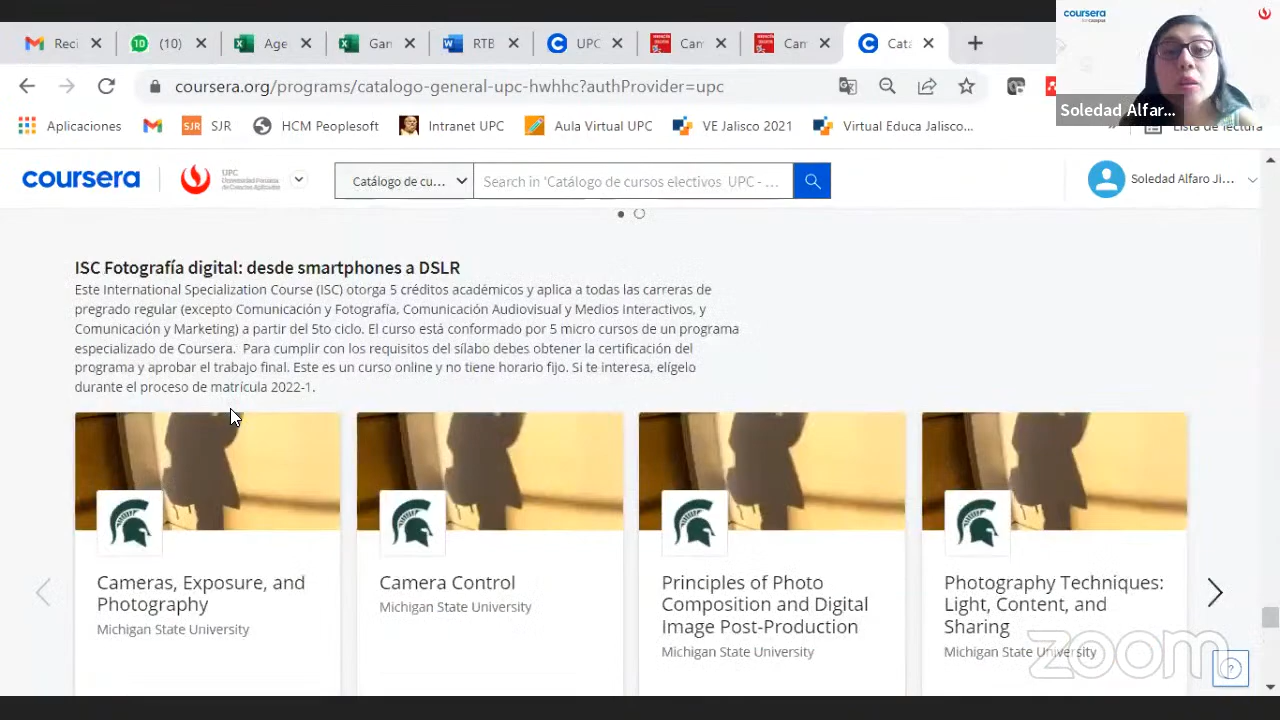 Reci
(10)
Age
Gan
RTE
UPC
Can
Can
Catá
coursera
Soledad Alfar...
coursera.org/programs/catalogo-general-upc-hwhhc?authProvider=upc
Aplicaciones
SJR
SJR
HCM Peoplesoft
Intranet UPC
Aula Virtual UPC
VE Jalisco 2021
Virtual Educa Jalisco...
Lista de lectura
coursera
UPC
Universidad Peruana
de Ciencias Aplicadas
Catálogo de cu...
Search in 'Catálogo de cursos electivos UPC - ...
Soledad Alfaro Ji...
ISC Fotografía digital: desde smartphones a DSLR
Este International Specialization Course (ISC) otorga 5 créditos académicos y aplica a todas las carreras de
pregrado regular (excepto Comunicación y Fotografía, Comunicación Audiovisual y Medios Interactivos, y
Comunicación y Marketing) a partir del 5to ciclo. El curso está conformado por 5 micro cursos de un programa
especializado de Coursera. Para cumplir con los requisitos del sílabo debes obtener la certificación del
programa y aprobar el trabajo final. Este es un curso online y no tiene horario fijo. Si te interesa, elígelo
durante el proceso de matrícula 2022-1.
Cameras, Exposure, and
Photography
Michigan State University
Camera Control
Michigan State University
Principles of Photo
Composition and Digital
Image Post-Production
Michigan State University
Photography Techniques:
Light, Content, and
Sharing
Michigan State University
zoom